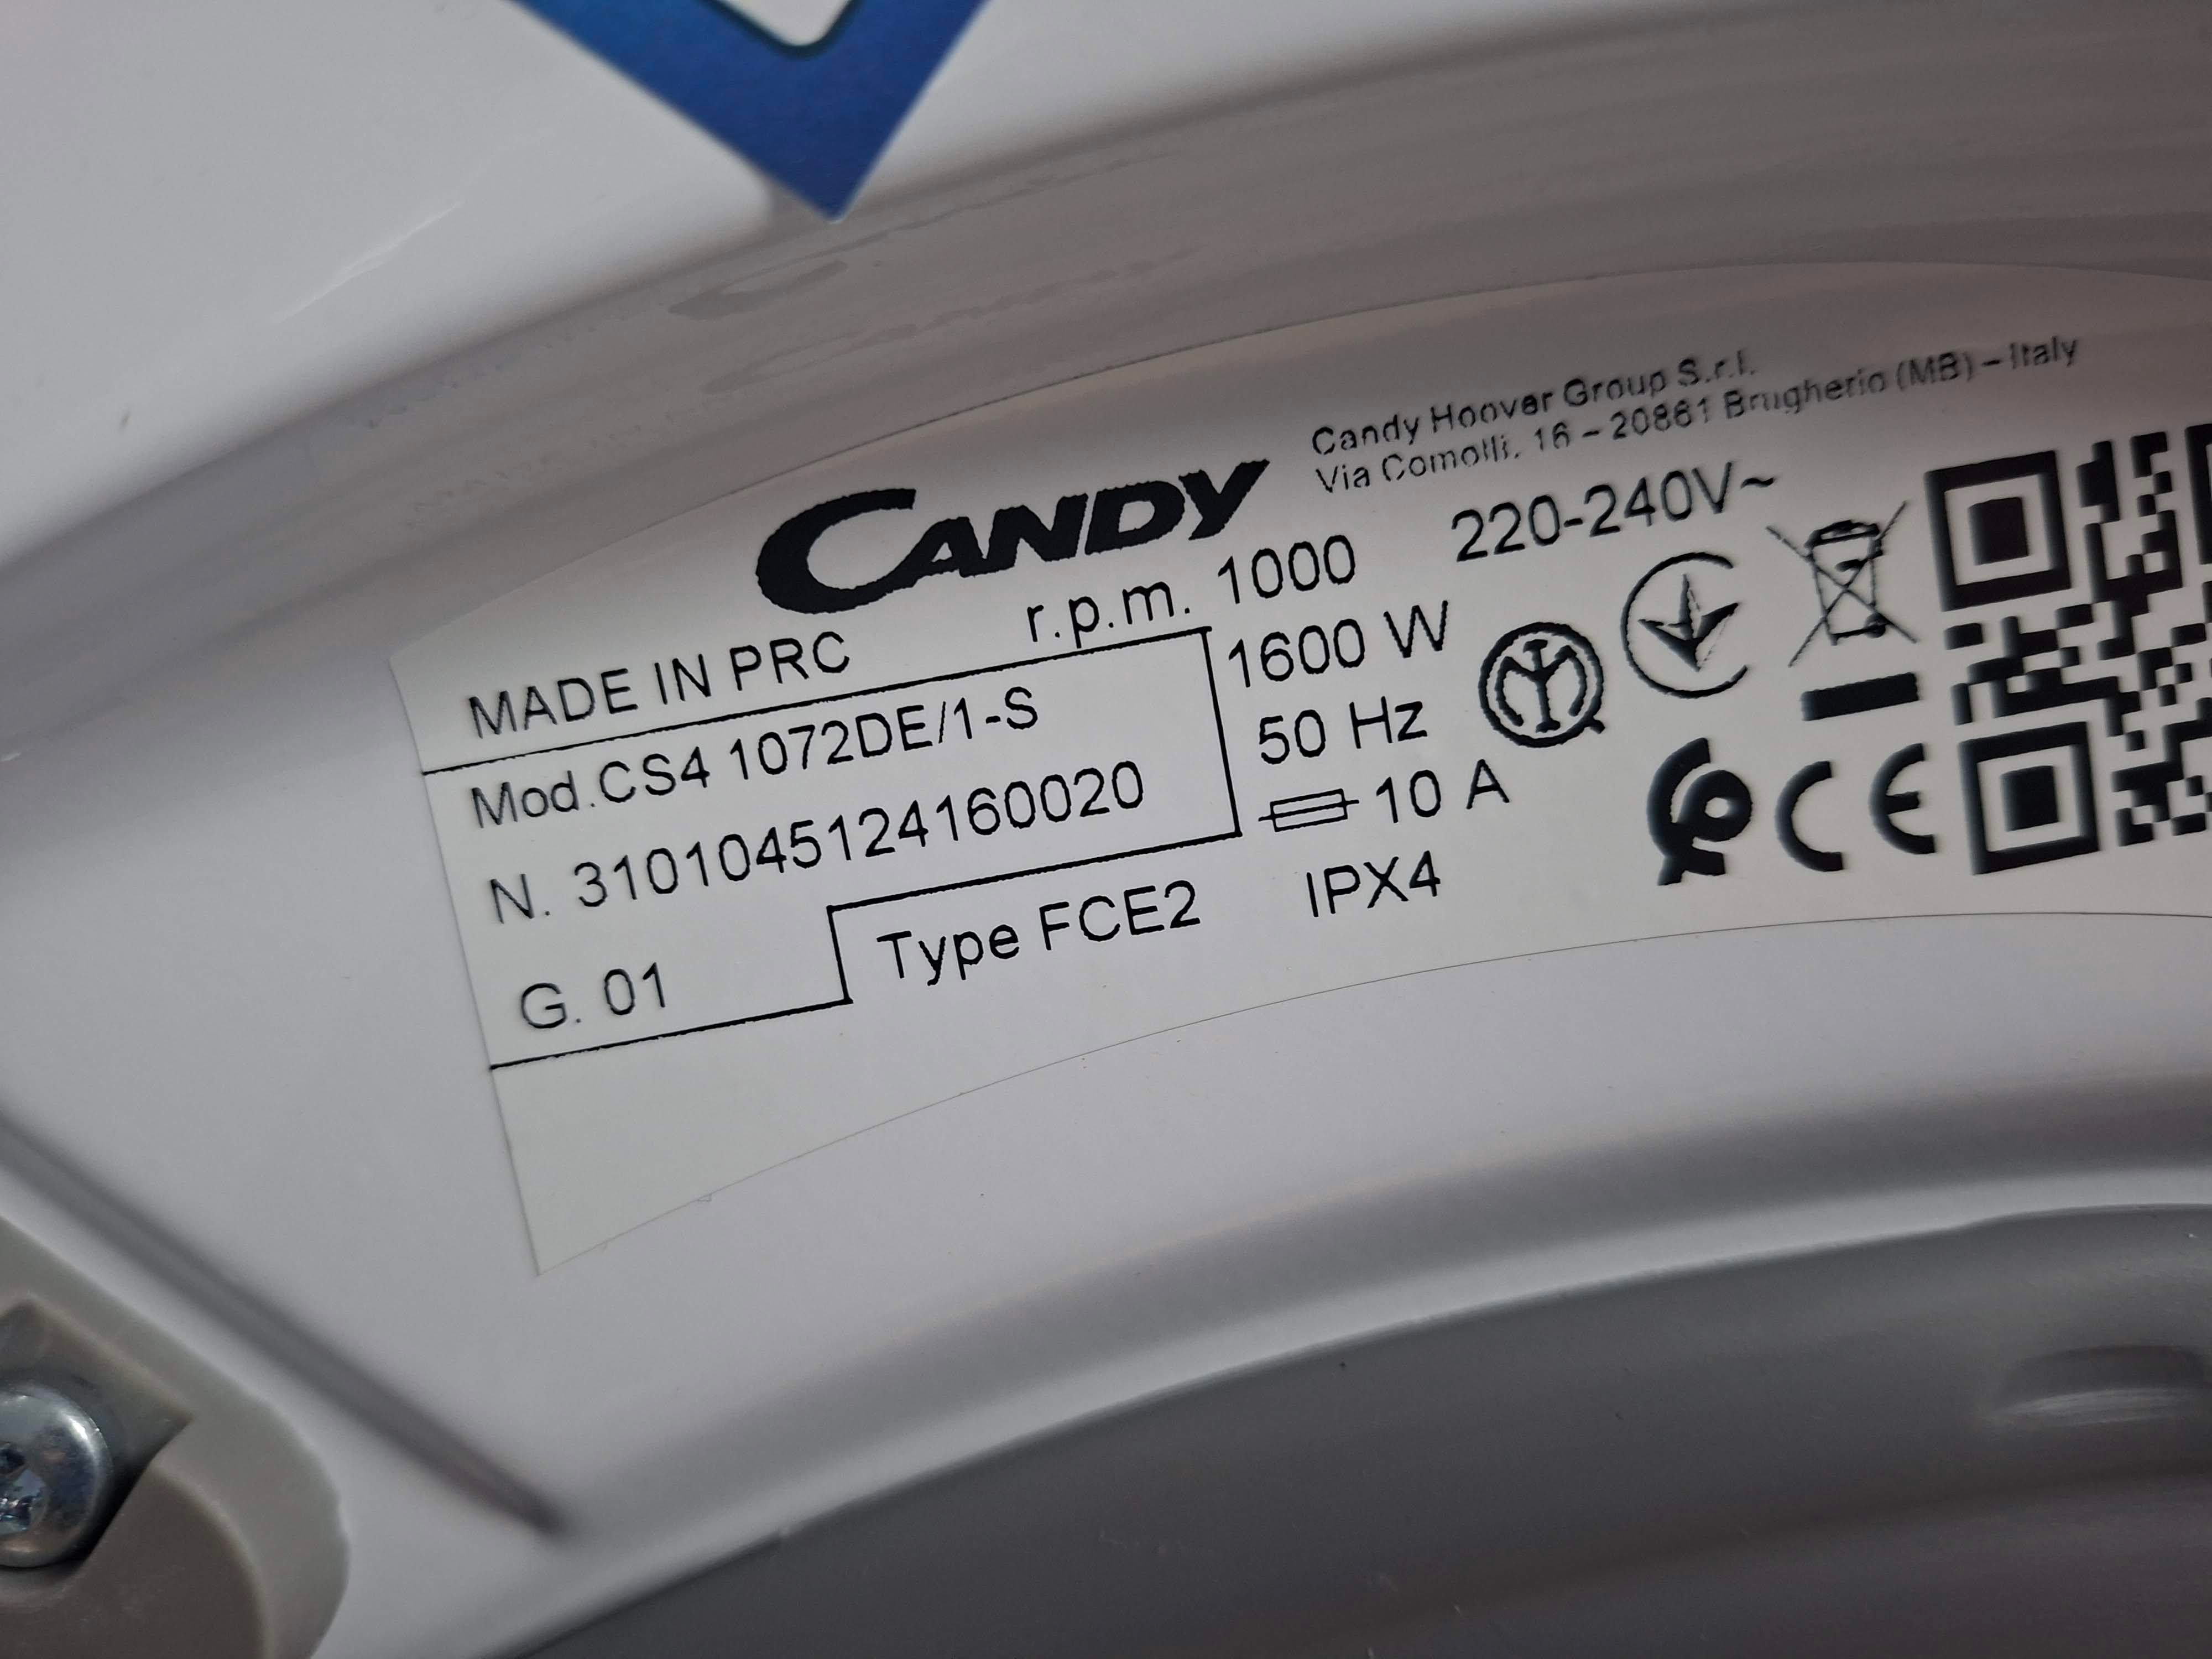 CANDY
Candy Hoover Group S.r.l.
Via Comolli, 16 – 20861 Brugherio (MB) – Italy
MADE IN PRC
r.p.m. 1000
220-240V~
Mod.CS4 1072DE/1-S
1600 W
N. 3101045124160020
50 Hz
10 A
G. 01
Type FCE2
IPX4
CE